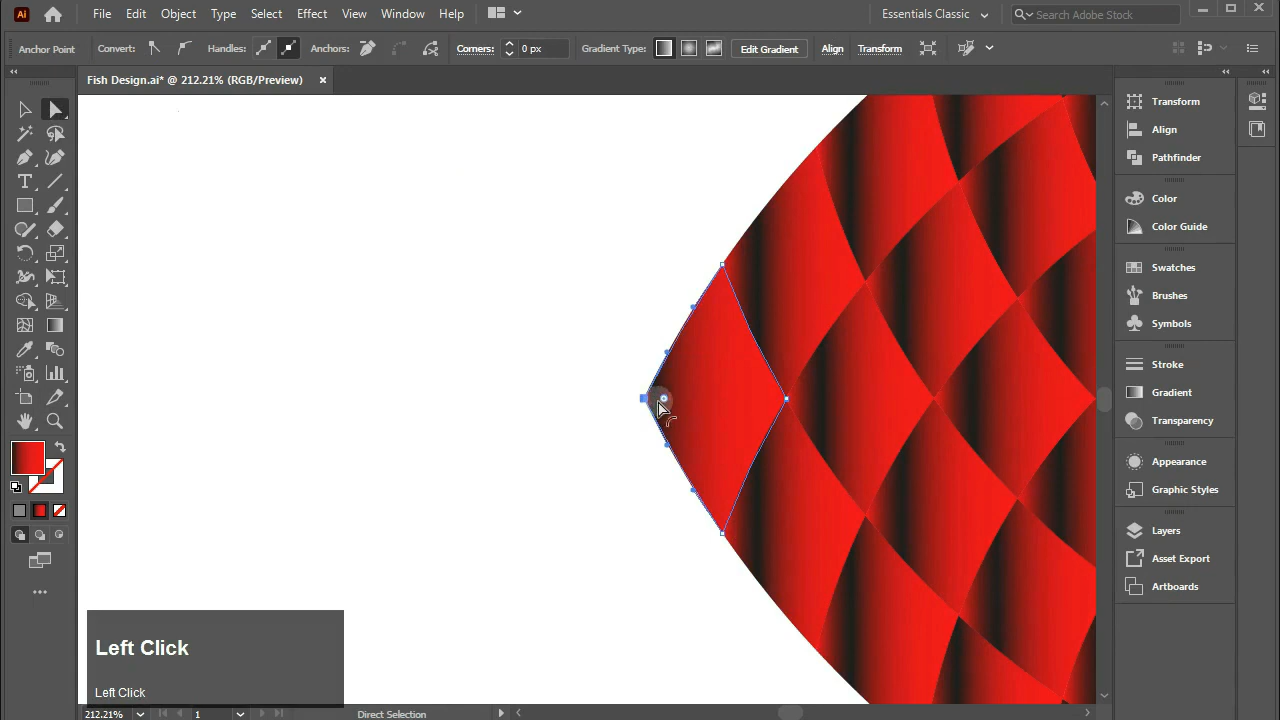 Ai File Edit Object Type Select Effect View Window Help Essentials Classic Search Adobe Stock
Anchor Point Convert: Handles: Anchors: Corners: 0 px Gradient Type: Edit Gradient Align Transform
Fish Design.ai* @ 212.21% (RGB/Preview)
Transform
Align
Pathfinder
Color
Color Guide
Swatches
Brushes
Symbols
Stroke
Gradient
Transparency
Appearance
Graphic Styles
Layers
Asset Export
Artboards
Left Click
Left Click
212.21% 1 Direct Selection